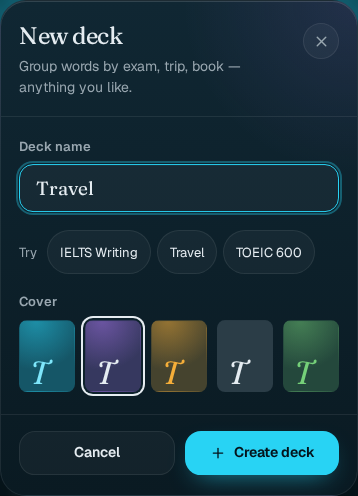 New deck
Group words by exam, trip, book —
anything you like.
Deck name
Travel
Try IELTS Writing Travel TOEIC 600
Cover
T T T T T
Cancel + Create deck